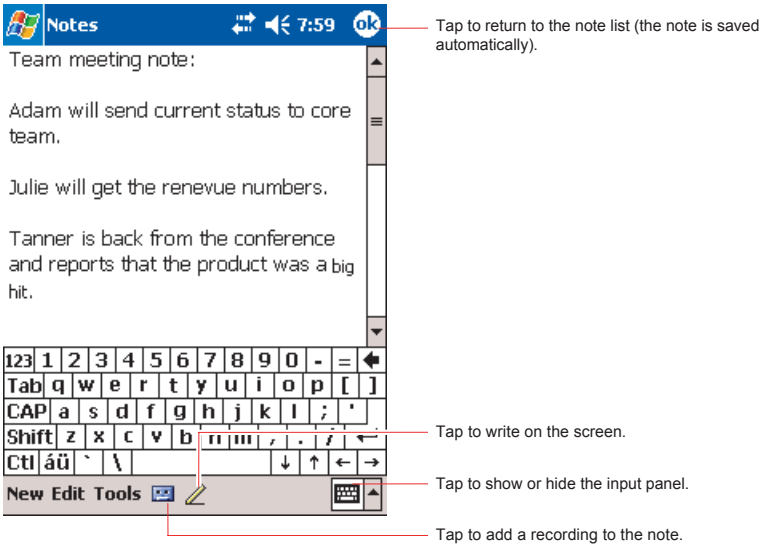 Notes 7:59 ok
Tap to return to the note list (the note is saved
automatically).
Team meeting note:
Adam will send current status to core
team.
Julie will get the renevue numbers.
Tanner is back from the conference
and reports that the product was a big
hit.
123 1 2 3 4 5 6 7 8 9 0 - =
Tab q w e r t y u i o p [ ]
CAP a s d f g h j k l ; '
Shift z x c v b n m , . /
Tap to write on the screen.
Ctl áü ` \ ↓ ↑ ← →
Tap to show or hide the input panel.
New Edit Tools
Tap to add a recording to the note.